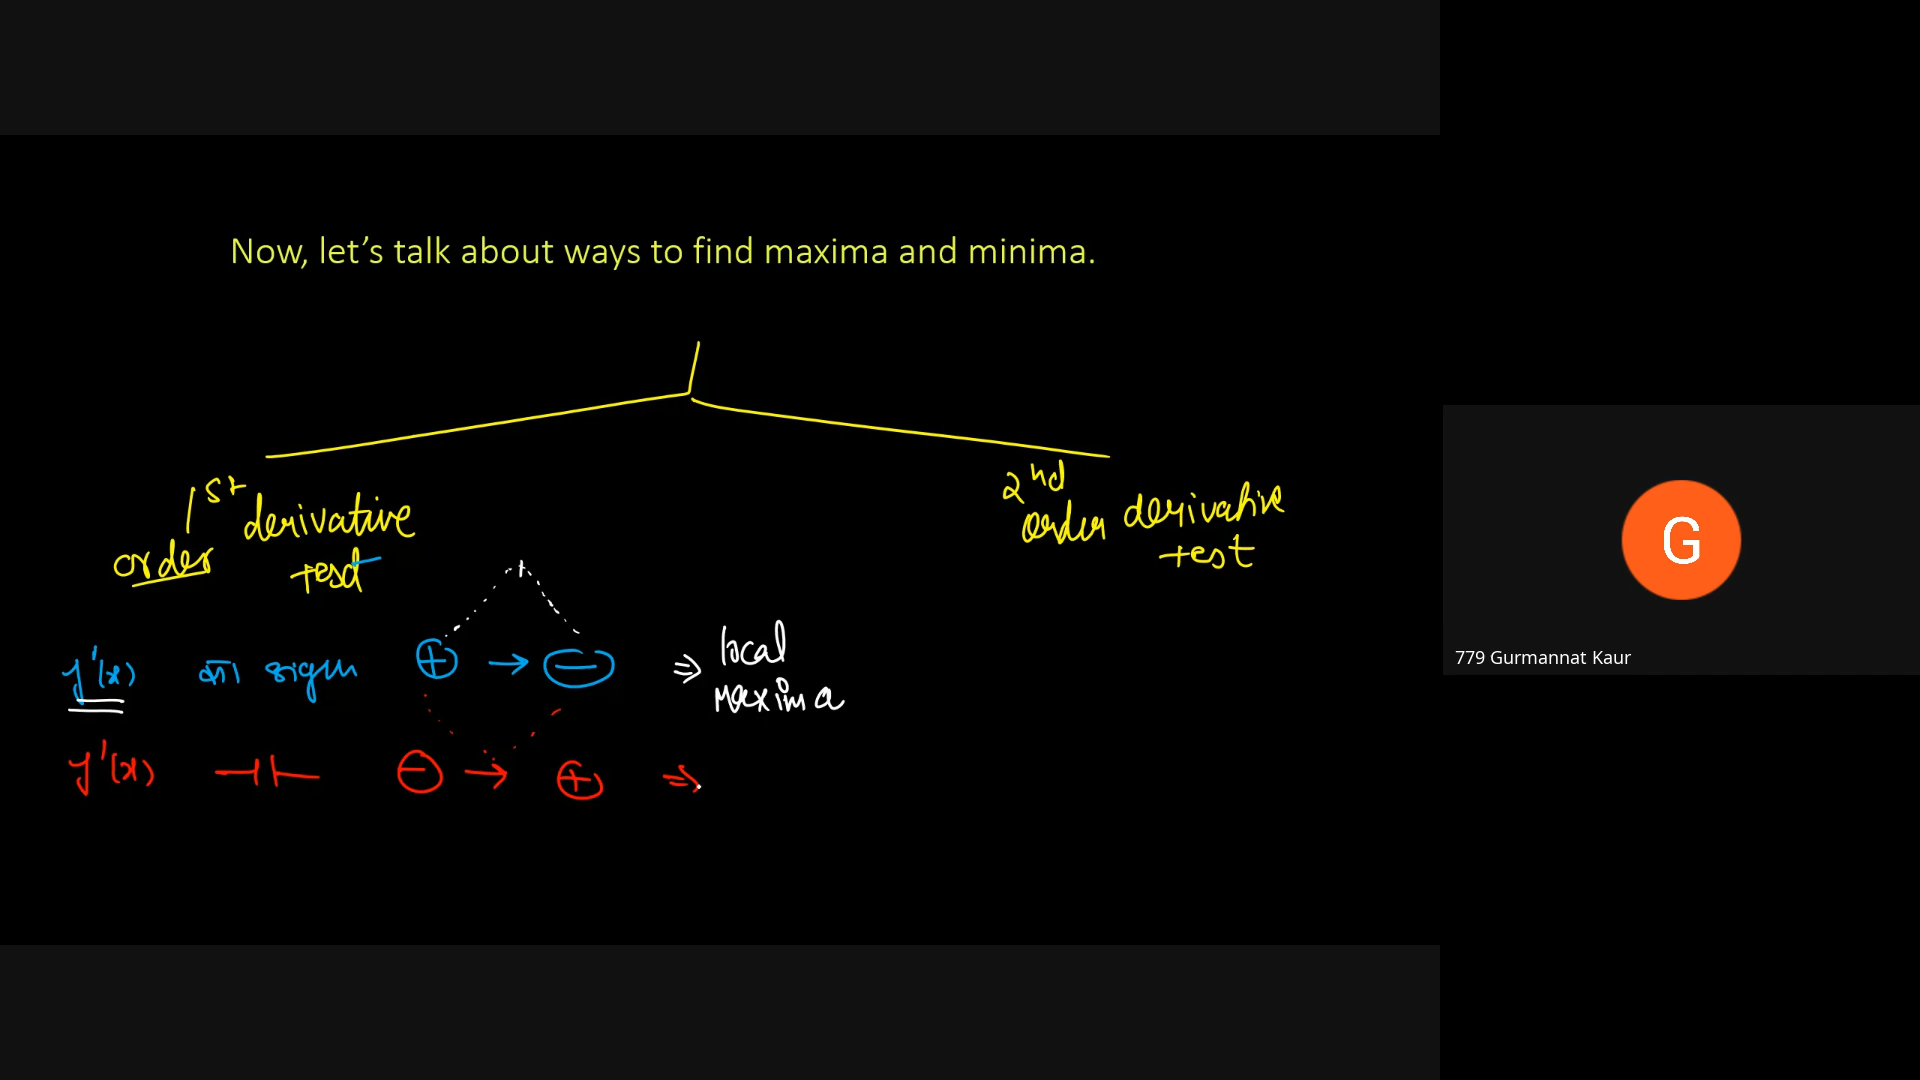 Now, let’s talk about ways to find maxima and minima.
1st order derivative test
2nd order derivative test
y'(x) का sign + → − ⇒ local maxima
y'(x) —||— − → + ⇒
G
779 Gurmannat Kaur